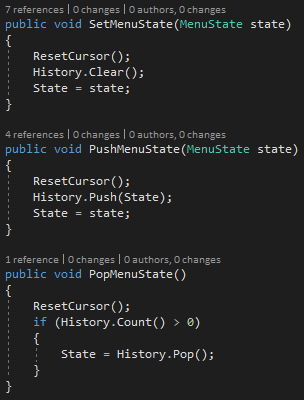 7 references | 0 changes | 0 authors, 0 changes
public void SetMenuState(MenuState state)
{
    ResetCursor();
    History.Clear();
    State = state;
}
4 references | 0 changes | 0 authors, 0 changes
public void PushMenuState(MenuState state)
{
    ResetCursor();
    History.Push(State);
    State = state;
}
1 reference | 0 changes | 0 authors, 0 changes
public void PopMenuState()
{
    ResetCursor();
    if (History.Count() > 0)
    {
        State = History.Pop();
    }
}